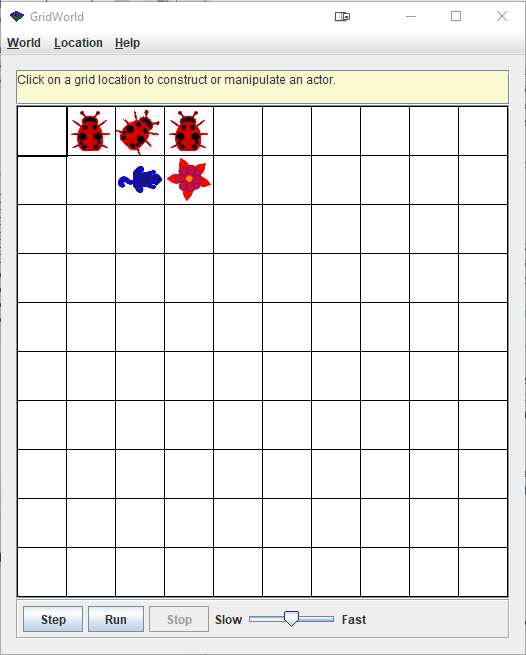 GridWorld
World Location Help
Click on a grid location to construct or manipulate an actor.
Step Run Stop Slow Fast